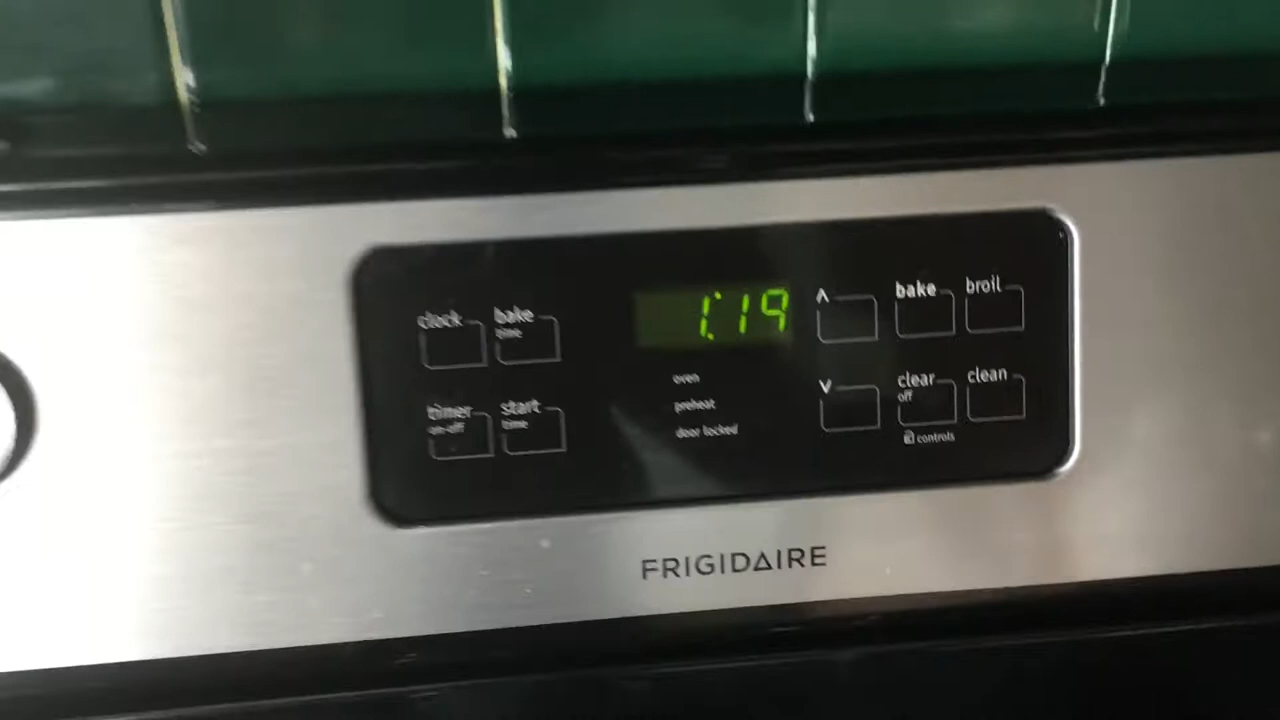 clock
bake
time
timer
on-off
start
time
1:19
oven
preheat
door locked
bake
broil
clear
off
clean
controls
FRIGIDAIRE